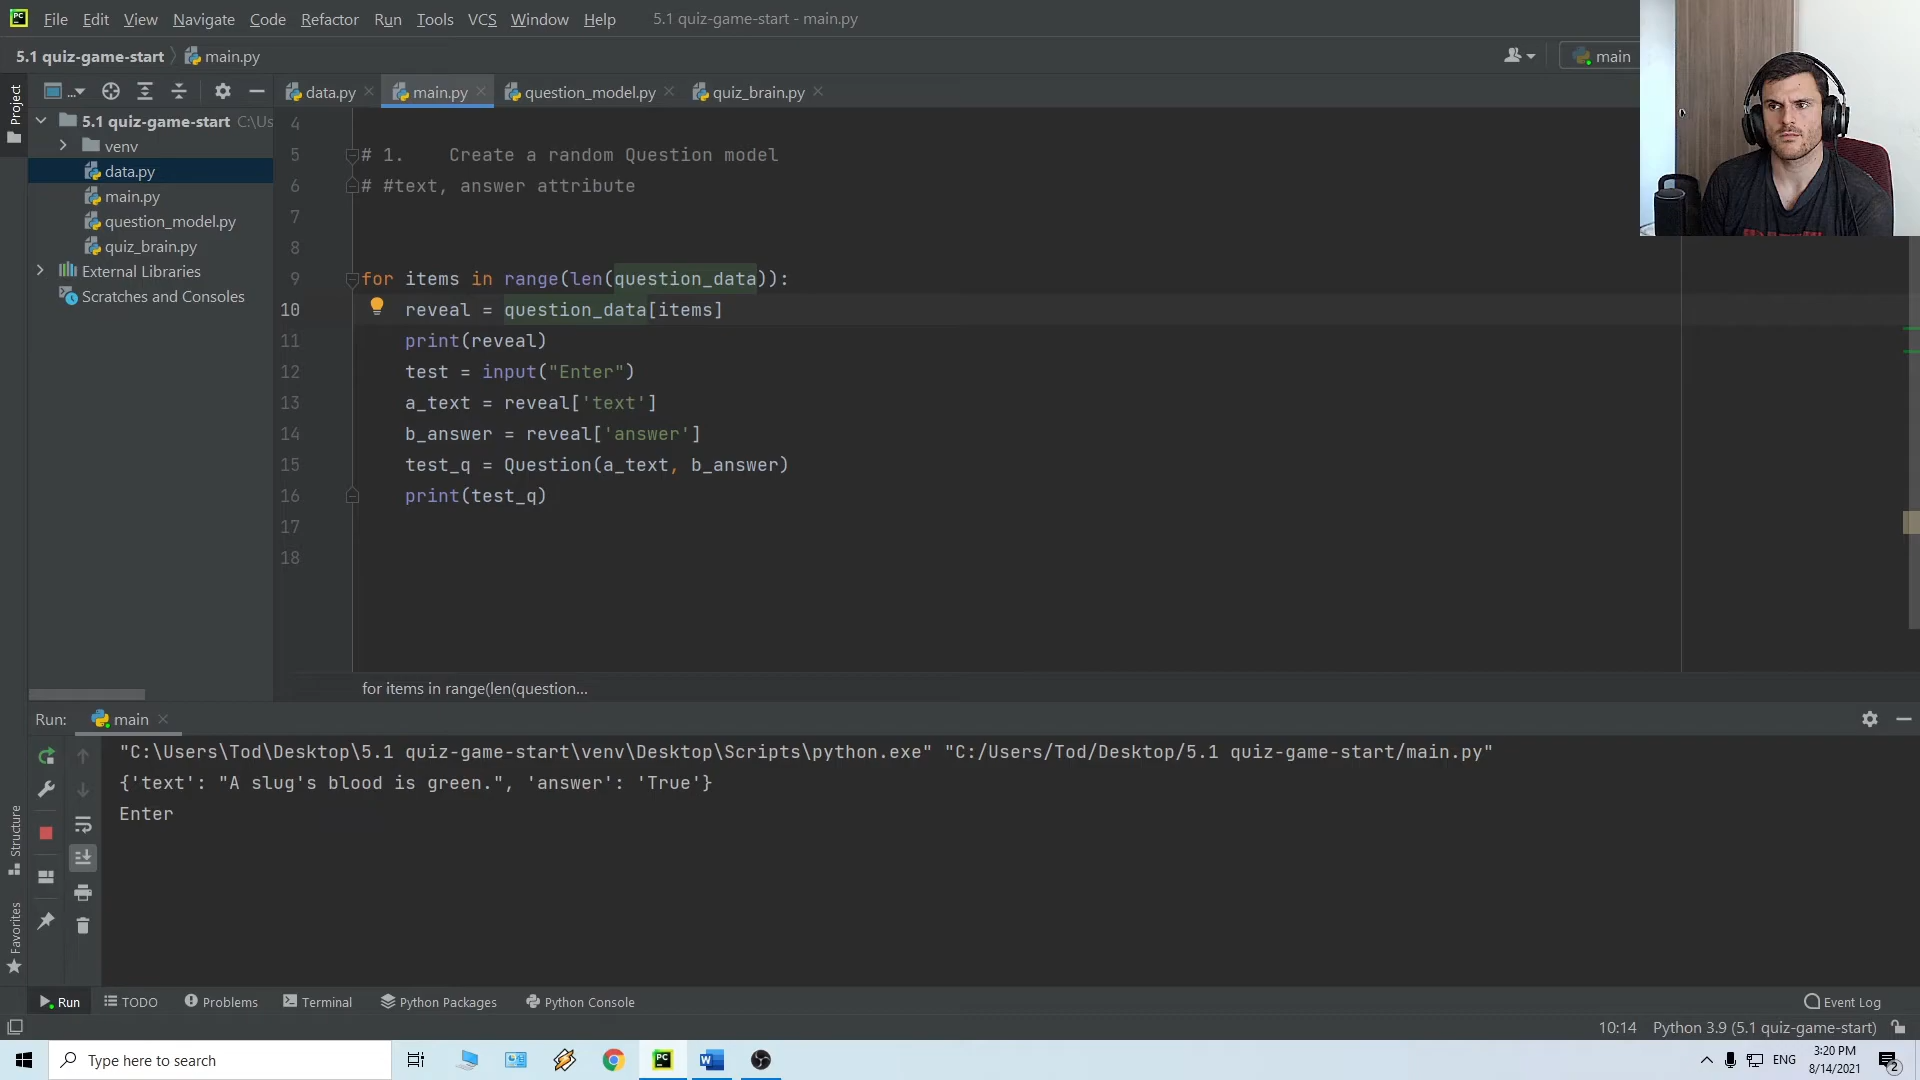 File Edit View Navigate Code Refactor Run Tools VCS Window Help 5.1 quiz-game-start - main.py
5.1 quiz-game-start main.py
main
Project
...
data.py
main.py
question_model.py
quiz_brain.py
5.1 quiz-game-start C:\Us
venv
data.py
main.py
question_model.py
quiz_brain.py
External Libraries
Scratches and Consoles
4
5 # 1.    Create a random Question model
6 # #text, answer attribute
7
8
9 for items in range(len(question_data)):
10     reveal = question_data[items]
11     print(reveal)
12     test = input("Enter")
13     a_text = reveal['text']
14     b_answer = reveal['answer']
15     test_q = Question(a_text, b_answer)
16     print(test_q)
17
18
for items in range(len(question...
Run: main
"C:\Users\Tod\Desktop\5.1 quiz-game-start\venv\Desktop\Scripts\python.exe" "C:/Users/Tod/Desktop/5.1 quiz-game-start/main.py"
{'text': "A slug's blood is green.", 'answer': 'True'}
Enter
Structure
Favorites
Run TODO Problems Terminal Python Packages Python Console Event Log
10:14 Python 3.9 (5.1 quiz-game-start)
Type here to search
PC
W
ENG
3:20 PM
8/14/2021
2